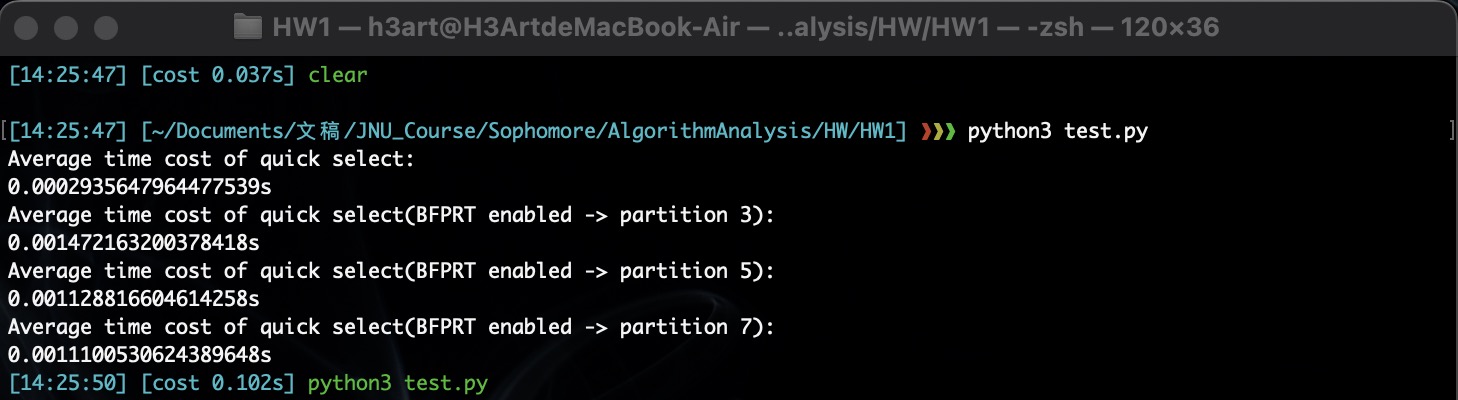 HW1 — h3art@H3ArtdeMacBook-Air — ..alysis/HW/HW1 — -zsh — 120×36
[14:25:47] [cost 0.037s] clear
[[14:25:47] [~/Documents/文稿/JNU_Course/Sophomore/AlgorithmAnalysis/HW/HW1] ❯❯❯ python3 test.py ]
Average time cost of quick select:
0.0002935647964477539s
Average time cost of quick select(BFPRT enabled -> partition 3):
0.001472163200378418s
Average time cost of quick select(BFPRT enabled -> partition 5):
0.001128816604614258s
Average time cost of quick select(BFPRT enabled -> partition 7):
0.0011100530624389648s
[14:25:50] [cost 0.102s] python3 test.py